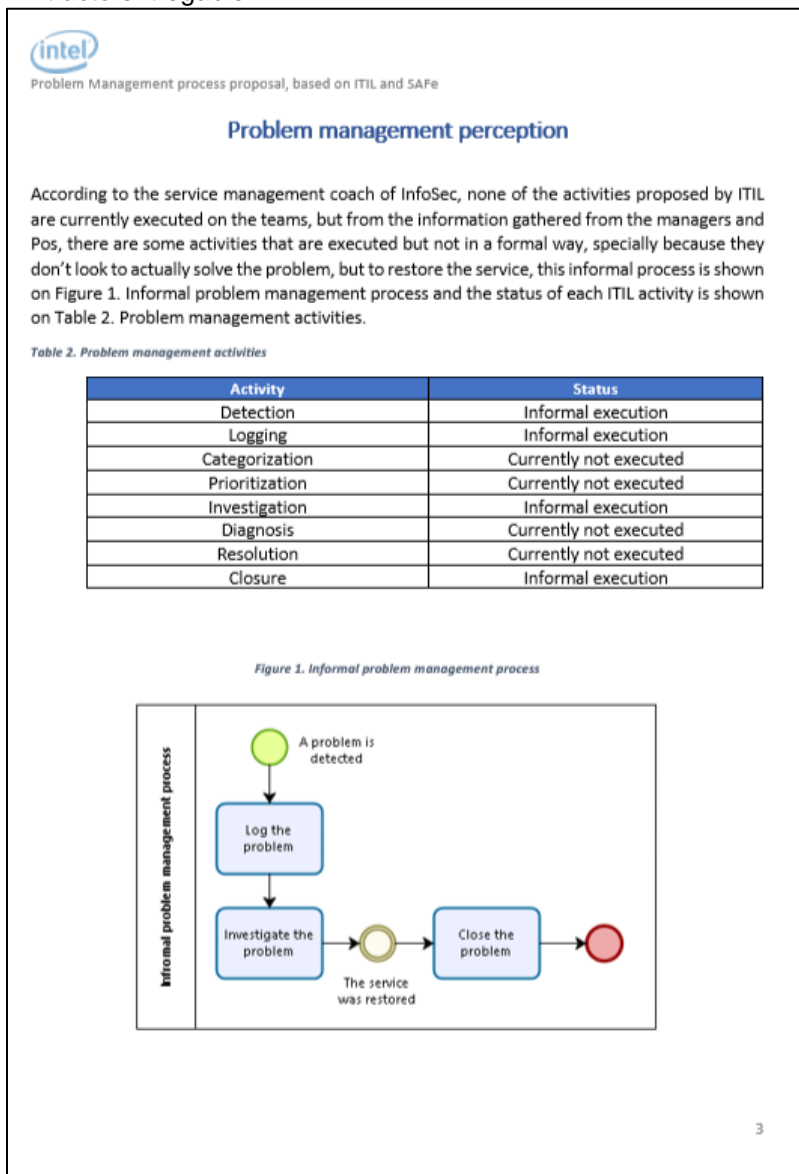 intel
Problem Management process proposal, based on ITIL and SAFe
Problem management perception
According to the service management coach of InfoSec, none of the activities proposed by ITIL
are currently executed on the teams, but from the information gathered from the managers and
Pos, there are some activities that are executed but not in a formal way, specially because they
don't look to actually solve the problem, but to restore the service, this informal process is shown
on Figure 1. Informal problem management process and the status of each ITIL activity is shown
on Table 2. Problem management activities.
Table 2. Problem management activities
Activity Status
Detection Informal execution
Logging Informal execution
Categorization Currently not executed
Prioritization Currently not executed
Investigation Informal execution
Diagnosis Currently not executed
Resolution Currently not executed
Closure Informal execution
Figure 1. Informal problem management process
Infromal problem management process
A problem is
detected
Log the
problem
Investigate the
problem
The service
was restored
Close the
problem
3